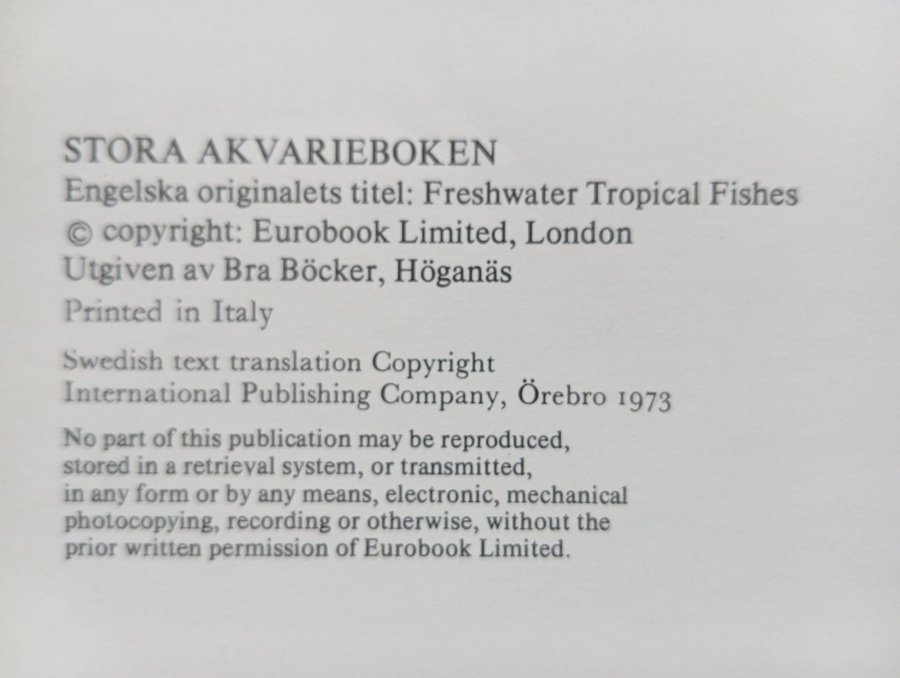 STORA AKVARIEBOKEN
Engelska originalets titel: Freshwater Tropical Fishes
© copyright: Eurobook Limited, London
Utgiven av Bra Böcker, Höganäs
Printed in Italy
Swedish text translation Copyright
International Publishing Company, Örebro 1973
No part of this publication may be reproduced,
stored in a retrieval system, or transmitted,
in any form or by any means, electronic, mechanical
photocopying, recording or otherwise, without the
prior written permission of Eurobook Limited.